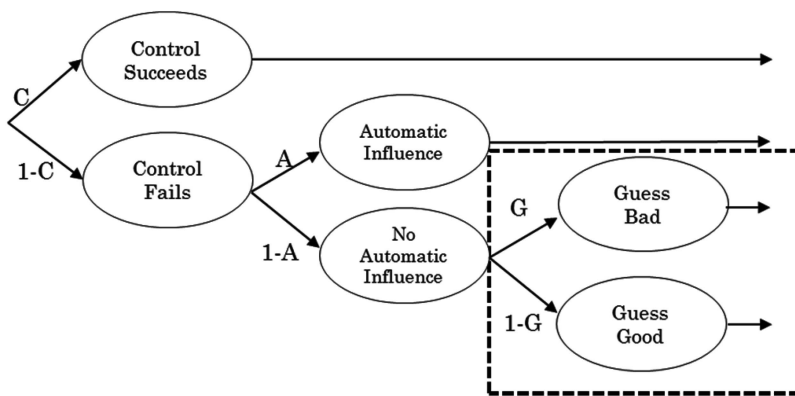 C
Control
Succeeds
1-C
Control
Fails
A
Automatic
Influence
1-A
No
Automatic
Influence
G
Guess
Bad
1-G
Guess
Good